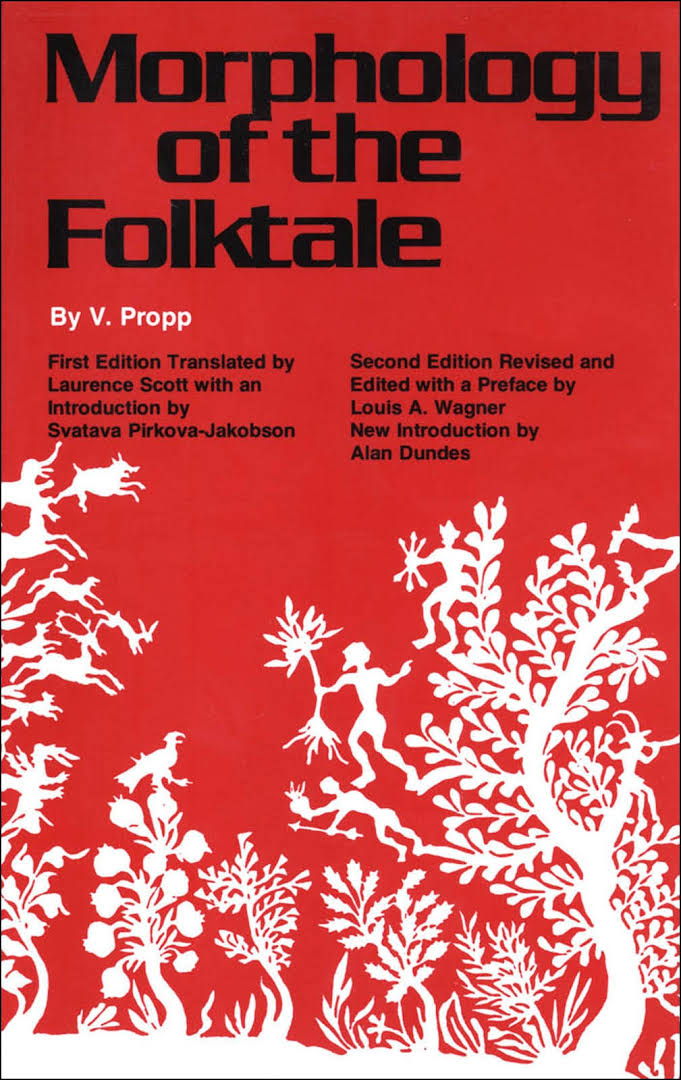 Morphology
of the
Folktale
By V. Propp
First Edition Translated by
Laurence Scott with an
Introduction by
Svatava Pirkova-Jakobson
Second Edition Revised and
Edited with a Preface by
Louis A. Wagner
New Introduction by
Alan Dundes